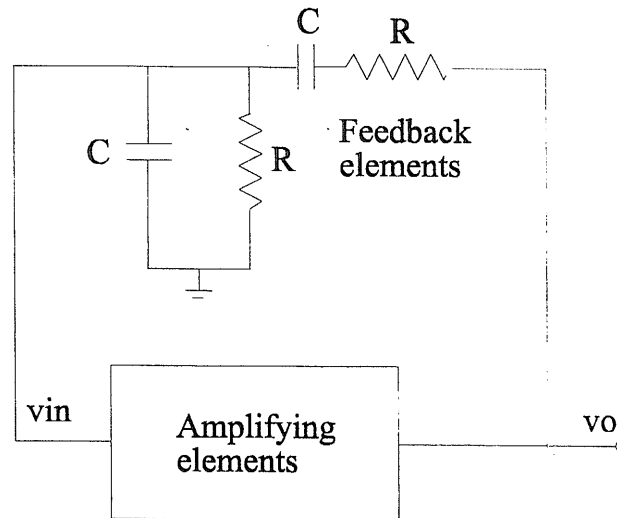 C
R
C
R
Feedback
elements
vin
Amplifying
elements
vo